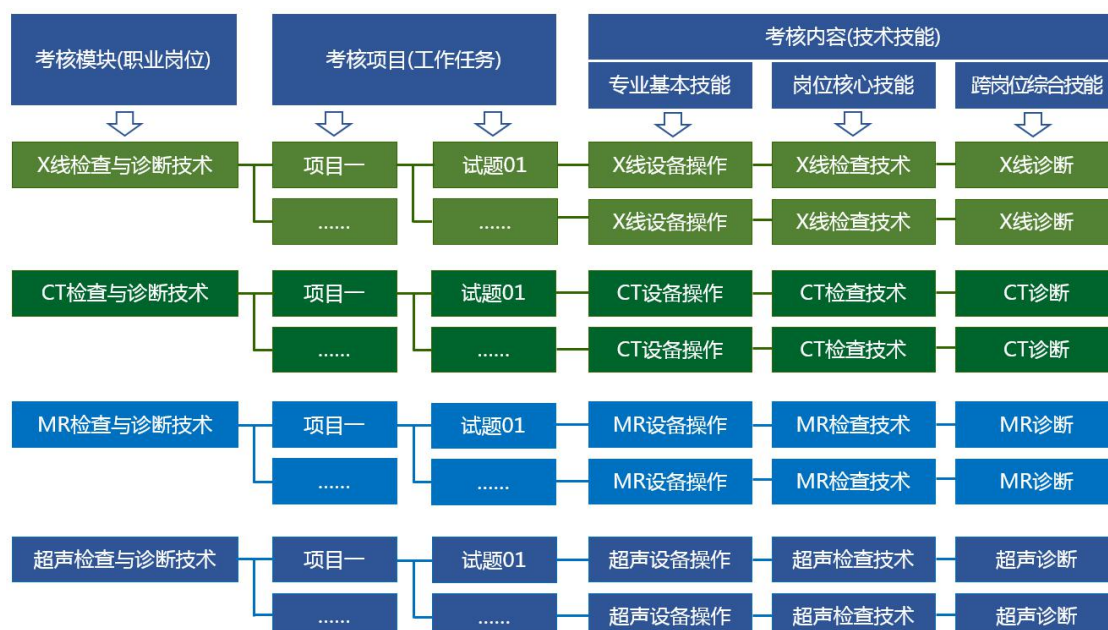 考核模块(职业岗位)
考核项目(工作任务)
考核内容(技术技能)
专业基本技能
岗位核心技能
跨岗位综合技能
X线检查与诊断技术
项目一
试题01
X线设备操作
X线检查技术
X线诊断
......
......
X线设备操作
X线检查技术
X线诊断
CT检查与诊断技术
项目一
试题01
CT设备操作
CT检查技术
CT诊断
......
......
CT设备操作
CT检查技术
CT诊断
MR检查与诊断技术
项目一
试题01
MR设备操作
MR检查技术
MR诊断
......
......
MR设备操作
MR检查技术
MR诊断
超声检查与诊断技术
项目一
试题01
超声设备操作
超声检查技术
超声诊断
......
......
超声设备操作
超声检查技术
超声诊断